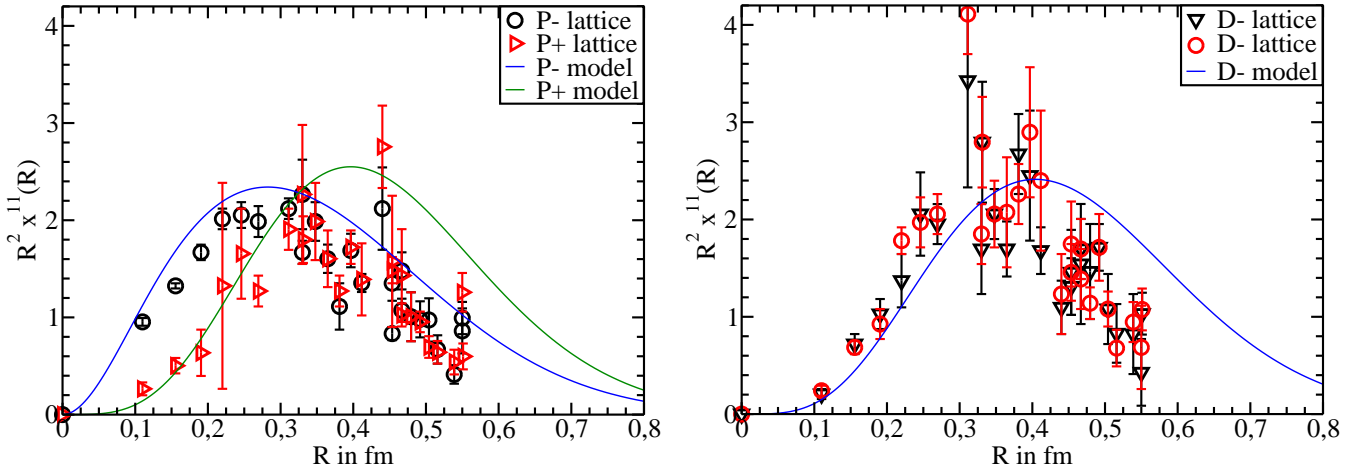 4
3
2
1
0
R² x¹¹(R)
P- lattice
P+ lattice
P- model
P+ model
0 0,1 0,2 0,3 0,4 0,5 0,6 0,7 0,8
R in fm
4
3
2
1
0
R² x¹¹(R)
D- lattice
D- lattice
D- model
0 0,1 0,2 0,3 0,4 0,5 0,6 0,7 0,8
R in fm